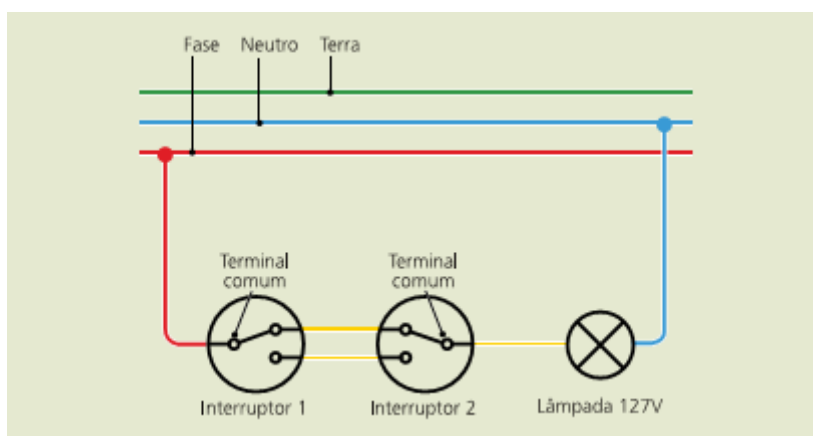 Fase Neutro Terra
Terminal comum
Terminal comum
Interruptor 1
Interruptor 2
Lâmpada 127V